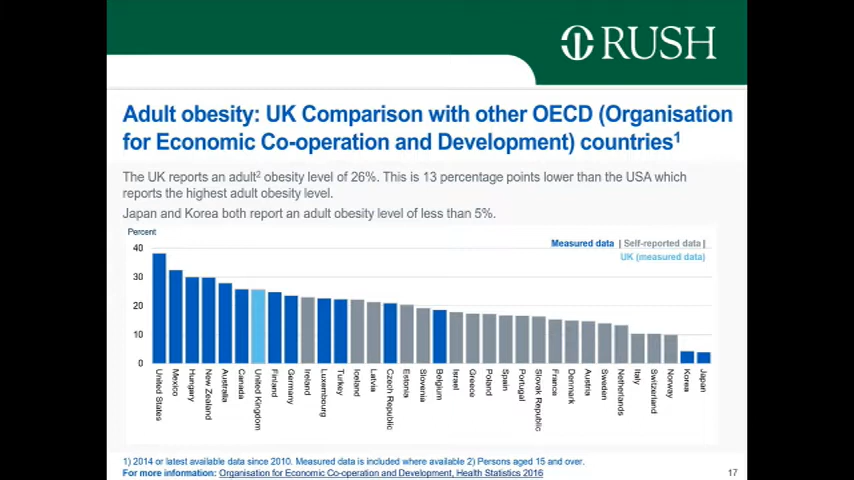 RUSH
Adult obesity: UK Comparison with other OECD (Organisation
for Economic Co-operation and Development) countries¹
The UK reports an adult² obesity level of 26%. This is 13 percentage points lower than the USA which
reports the highest adult obesity level.
Japan and Korea both report an adult obesity level of less than 5%.
Percent
Measured data | Self-reported data |
UK (measured data)
40
30
20
10
0
United States
Mexico
Hungary
New Zealand
Australia
Canada
United Kingdom
Finland
Germany
Ireland
Luxembourg
Turkey
Iceland
Latvia
Czech Republic
Estonia
Slovenia
Belgium
Israel
Greece
Poland
Spain
Portugal
Slovak Republic
France
Denmark
Austria
Sweden
Netherlands
Italy
Switzerland
Norway
Korea
Japan
1) 2014 or latest available data since 2010. Measured data is included where available 2) Persons aged 15 and over.
For more information: Organisation for Economic Co-operation and Development, Health Statistics 2016
17